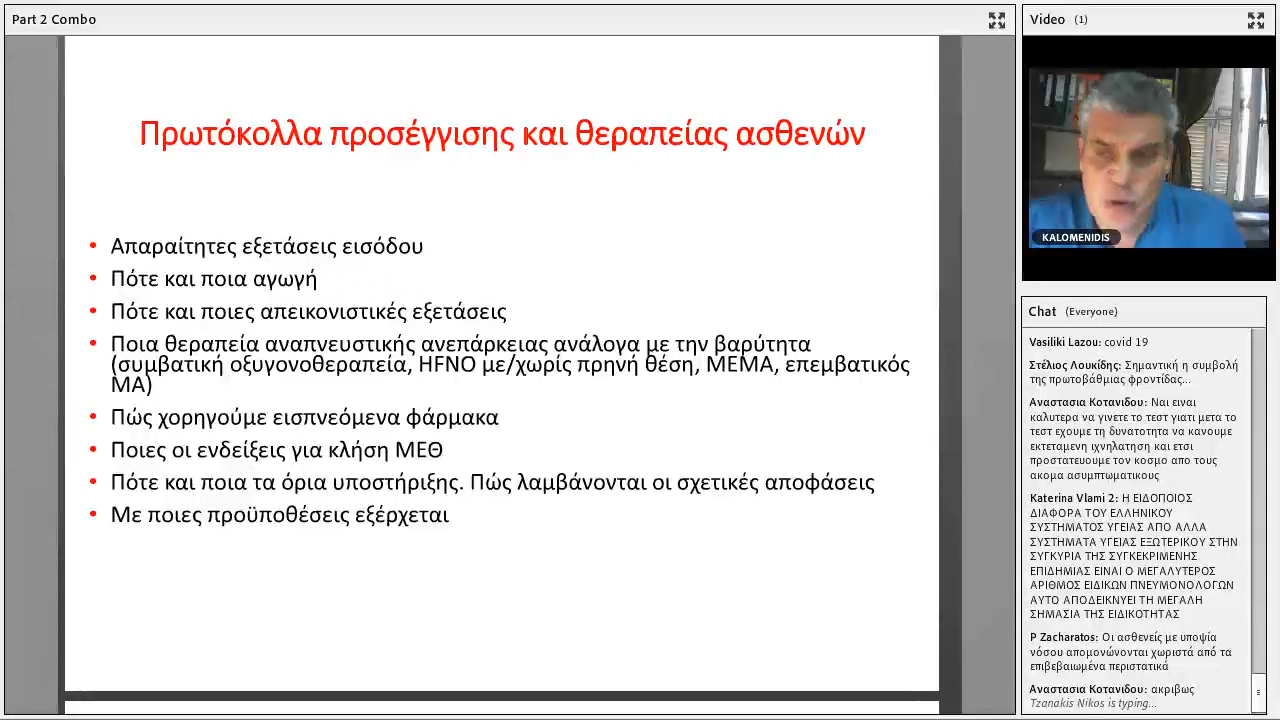 Part 2 Combo
Πρωτόκολλα προσέγγισης και θεραπείας ασθενών
• Απαραίτητες εξετάσεις εισόδου
• Πότε και ποια αγωγή
• Πότε και ποιες απεικονιστικές εξετάσεις
• Ποια θεραπεία αναπνευστικής ανεπάρκειας ανάλογα με την βαρύτητα
(συμβατική οξυγονοθεραπεία, HFNO με/χωρίς πρηνή θέση, ΜΕΜΑ, επεμβατικός
ΜΑ)
• Πώς χορηγούμε εισπνεόμενα φάρμακα
• Ποιες οι ενδείξεις για κλήση ΜΕΘ
• Πότε και ποια τα όρια υποστήριξης. Πώς λαμβάνονται οι σχετικές αποφάσεις
• Με ποιες προϋποθέσεις εξέρχεται
Video (1)
KALOMENIDIS
Chat (Everyone)
Vasiliki Lazou: covid 19
Στέλιος Λουκίδης: Σημαντική η συμβολή
της πρωτοβάθμιας φροντίδας...
Αναστασια Κοτανιδου: Ναι ειναι
καλυτερα να γινετε το τεστ γιατι μετα το
τεστ εχουμε τη δυνατοτητα να κανουμε
εκτεταμενη ιχνηλατηση και ετσι
προστατευουμε τον κοσμο απο τους
ακομα ασυμπτωματικους
Katerina Vlami 2: Η ΕΙΔΟΠΟΙΟΣ
ΔΙΑΦΟΡΑ ΤΟΥ ΕΛΛΗΝΙΚΟΥ
ΣΥΣΤΗΜΑΤΟΣ ΥΓΕΙΑΣ ΑΠΟ ΑΛΛΑ
ΣΥΣΤΗΜΑΤΑ ΥΓΕΙΑΣ ΕΞΩΤΕΡΙΚΟΥ ΣΤΗΝ
ΣΥΓΚΥΡΙΑ ΤΗΣ ΣΥΓΚΕΚΡΙΜΕΝΗΣ
ΕΠΙΔΗΜΙΑΣ ΕΙΝΑΙ Ο ΜΕΓΑΛΥΤΕΡΟΣ
ΑΡΙΘΜΟΣ ΕΙΔΙΚΩΝ ΠΝΕΥΜΟΝΟΛΟΓΩΝ
ΑΥΤΟ ΑΠΟΔΕΙΚΝΥΕΙ ΤΗ ΜΕΓΑΛΗ
ΣΗΜΑΣΙΑ ΤΗΣ ΕΙΔΙΚΟΤΗΤΑΣ
P Zacharatos: Οι ασθενείς με υποψία
νόσου απομονώνονται χωριστά από τα
επιβεβαιωμένα περιστατικά
Αναστασια Κοτανιδου: ακριβως
Tzanakis Nikos is typing...